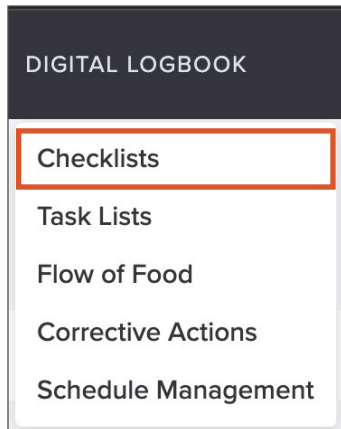 DIGITAL LOGBOOK
Checklists
Task Lists
Flow of Food
Corrective Actions
Schedule Management